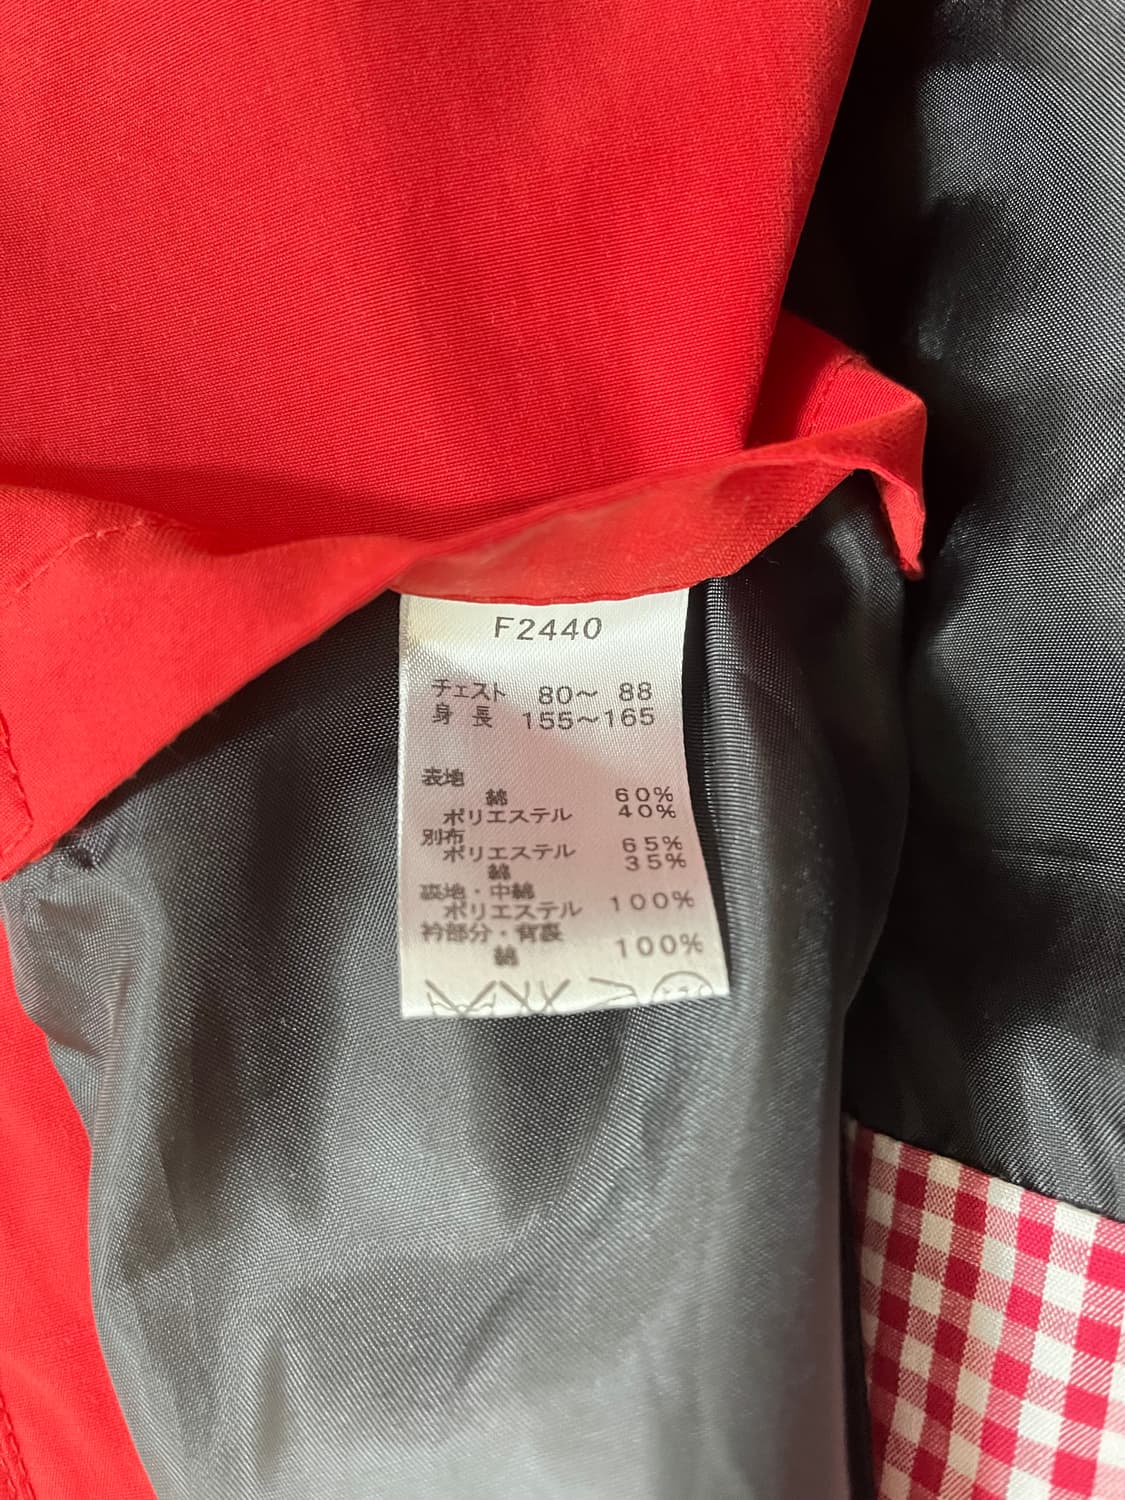 F2440
チェスト 80〜 88
身 長 155〜165
表地
綿 60%
ポリエステル 40%
別布
ポリエステル 65%
綿 35%
裏地・中綿
ポリエステル 100%
衿部分・背裏
綿 100%